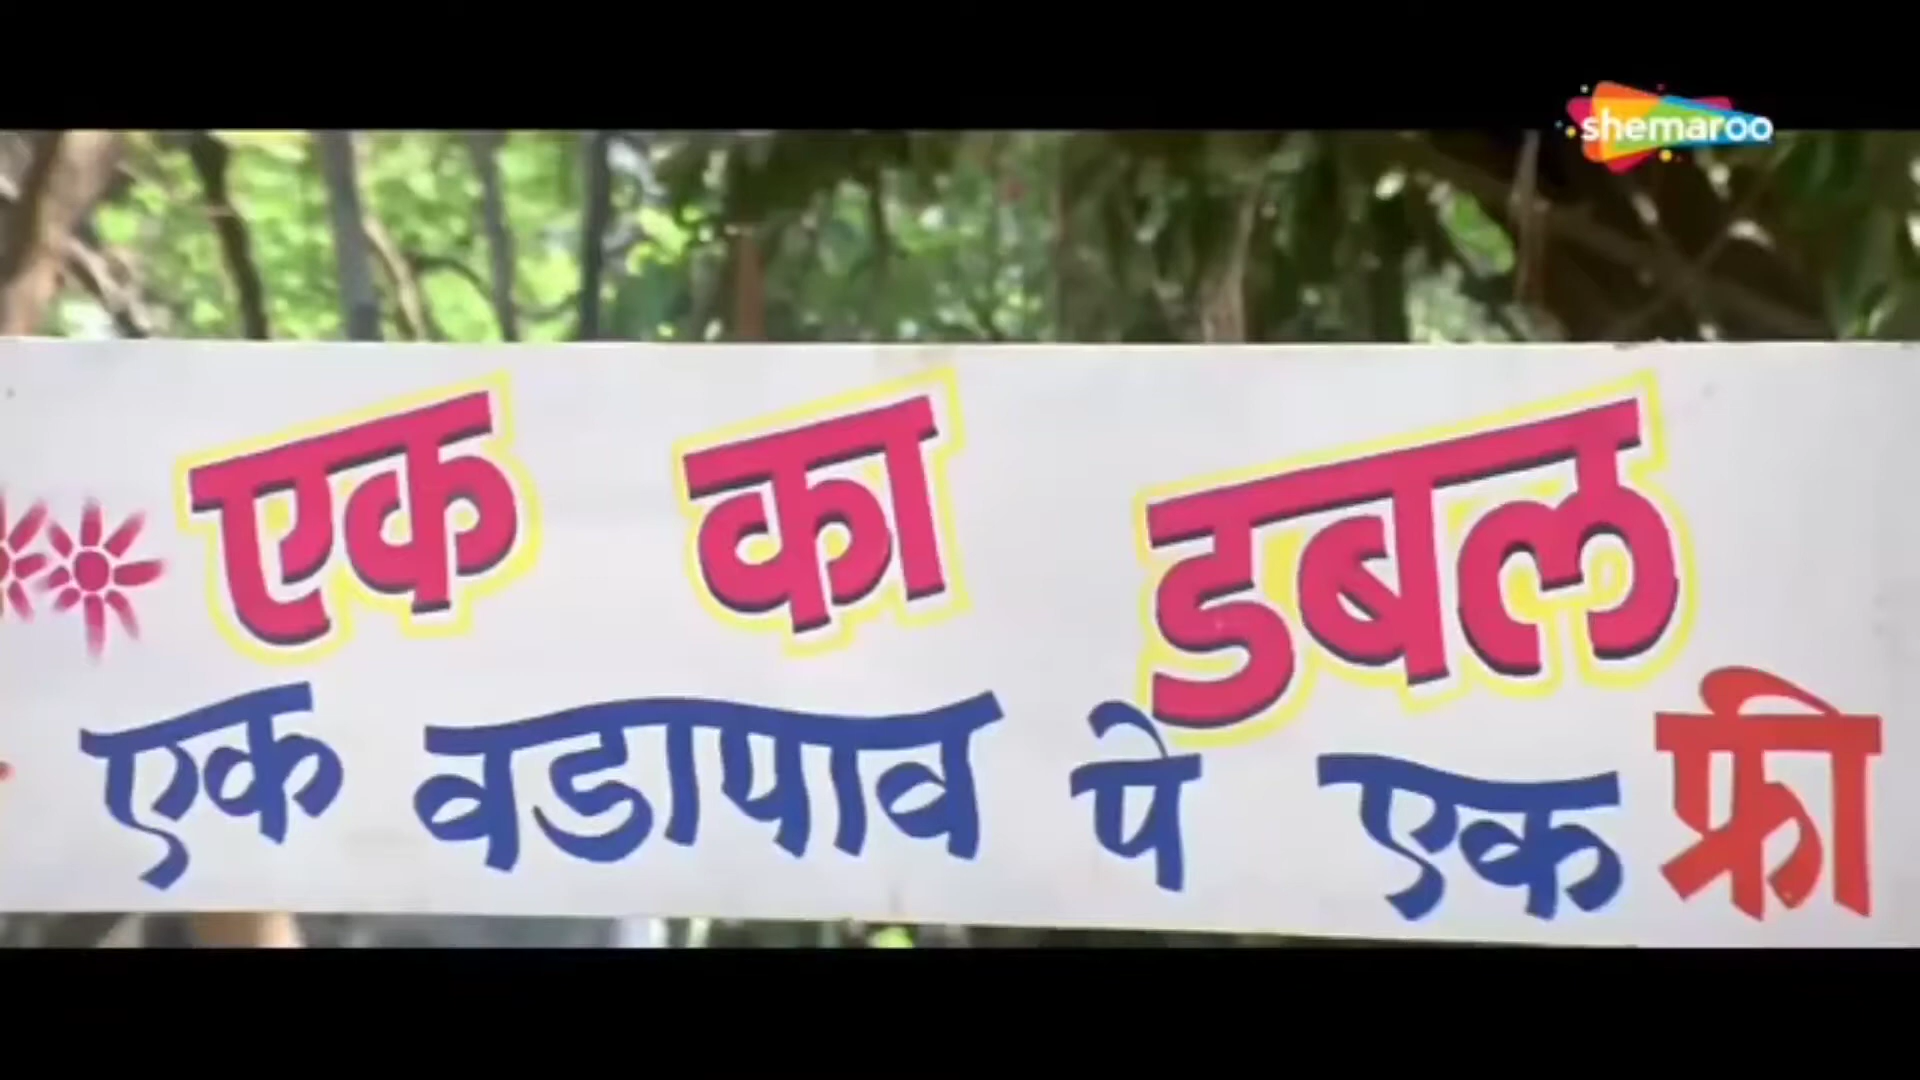 shemaroo
एक का डबल
एक वडापाव पे एक फ्री